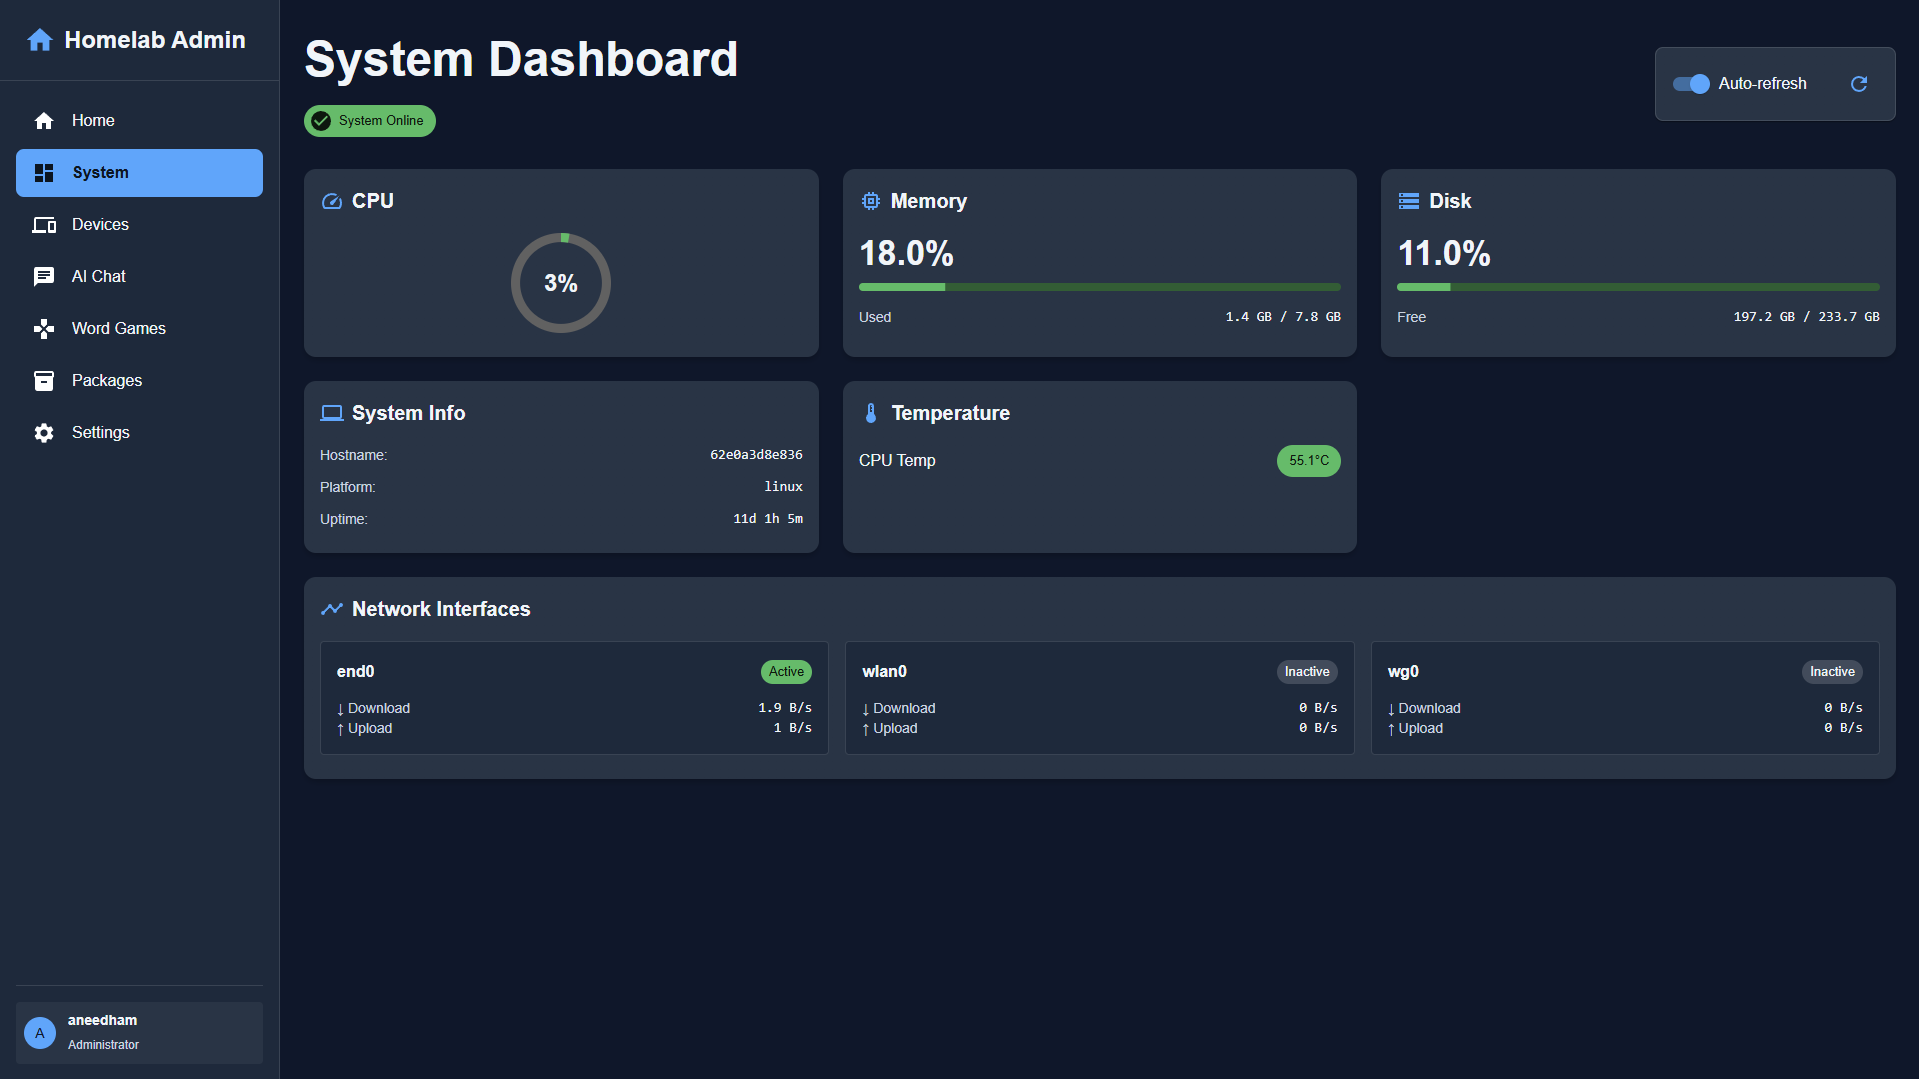 Homelab Admin
Home
System
Devices
AI Chat
Word Games
Packages
Settings
aneedham
A
Administrator
System Dashboard
System Online
Auto-refresh
CPU
3%
Memory
18.0%
Used 1.4 GB / 7.8 GB
Disk
11.0%
Free 197.2 GB / 233.7 GB
System Info
Hostname: 62e0a3d8e836
Platform: linux
Uptime: 11d 1h 5m
Temperature
CPU Temp 55.1°C
Network Interfaces
end0 Active
↓ Download 1.9 B/s
↑ Upload 1 B/s
wlan0 Inactive
↓ Download 0 B/s
↑ Upload 0 B/s
wg0 Inactive
↓ Download 0 B/s
↑ Upload 0 B/s